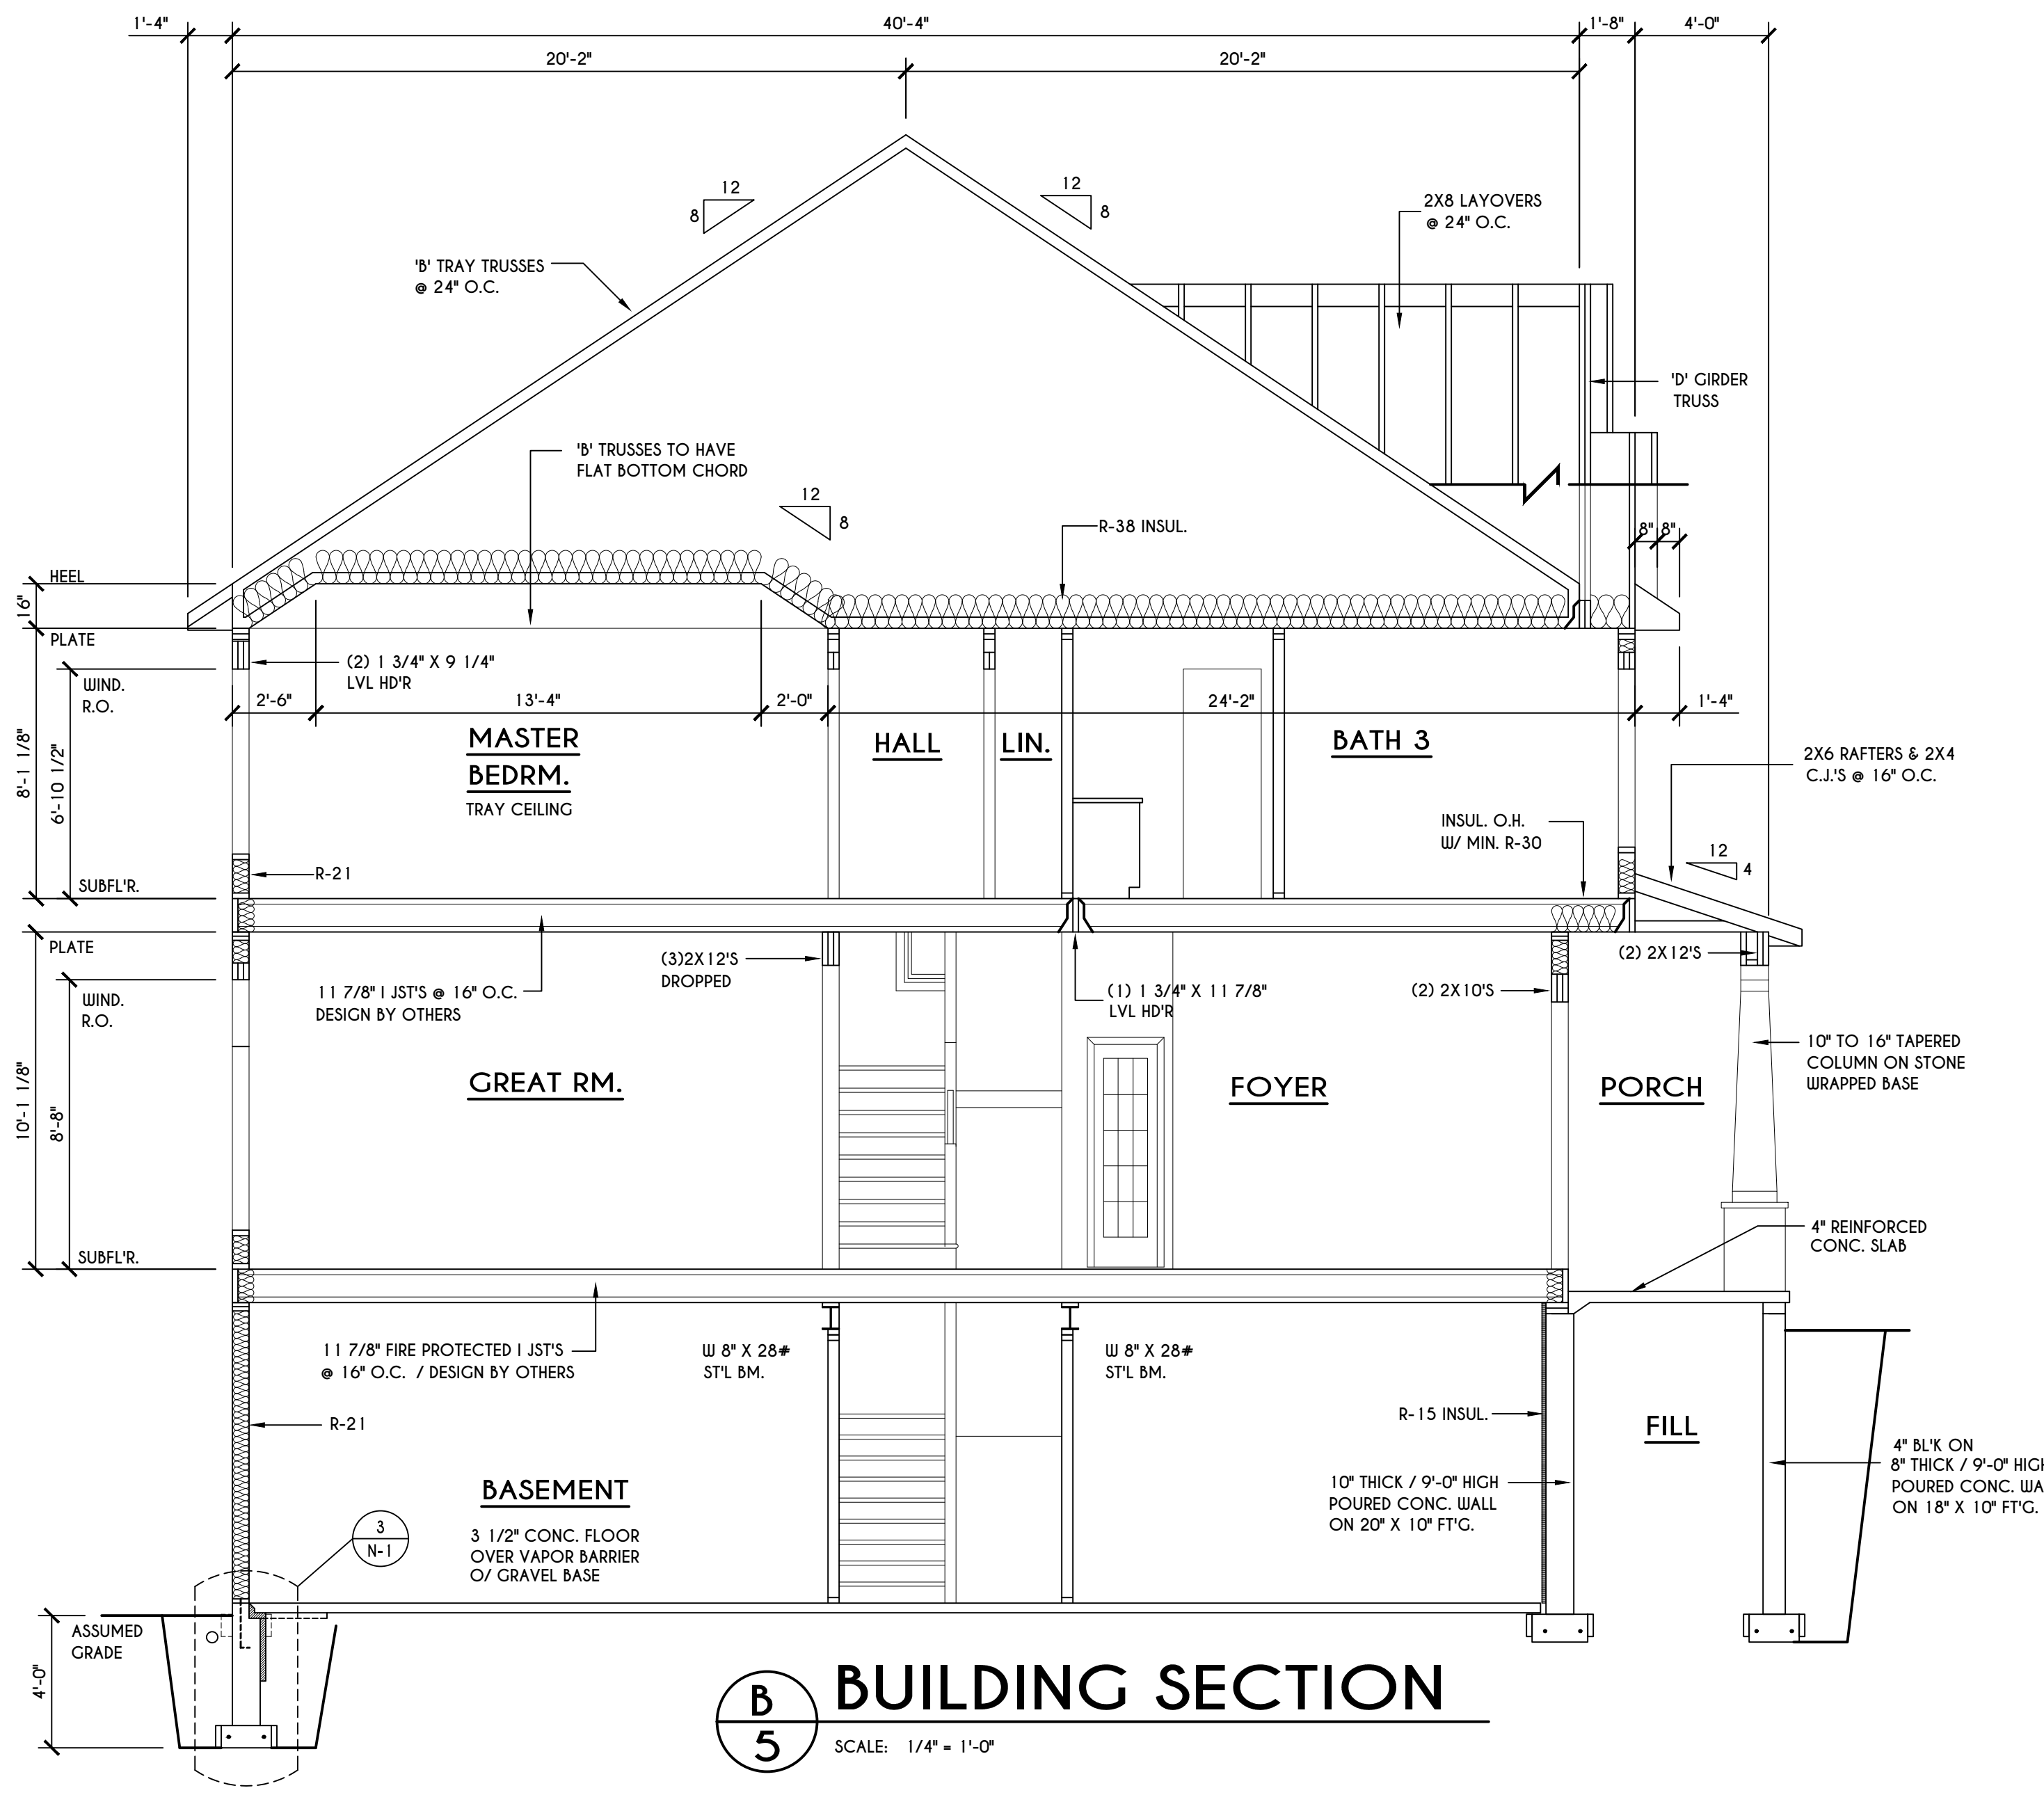 1'-4"
40'-4"
1'-8"
4'-0"
20'-2"
20'-2"
12
8
12
8
2X8 LAYOVERS
@ 24" O.C.
'B' TRAY TRUSSES
@ 24" O.C.
'D' GIRDER
TRUSS
'B' TRUSSES TO HAVE
FLAT BOTTOM CHORD
12
8
R-38 INSUL.
8"
8"
HEEL
16"
PLATE
(2) 1 3/4" X 9 1/4"
LVL HD'R
WIND.
R.O.
2'-6"
13'-4"
2'-0"
24'-2"
1'-4"
MASTER
BEDRM.
TRAY CEILING
HALL
LIN.
BATH 3
8'-1 1/8"
6'-10 1/2"
2X6 RAFTERS & 2X4
C.J.'S @ 16" O.C.
INSUL. O.H.
W/ MIN. R-30
12
4
R-21
SUBFL'R.
PLATE
(3)2X12'S
DROPPED
(2) 2X12'S
11 7/8" I JST'S @ 16" O.C.
DESIGN BY OTHERS
(1) 1 3/4" X 11 7/8"
LVL HD'R
(2) 2X10'S
WIND.
R.O.
10" TO 16" TAPERED
COLUMN ON STONE
WRAPPED BASE
GREAT RM.
FOYER
PORCH
10'-1 1/8"
8'-8"
4" REINFORCED
CONC. SLAB
SUBFL'R.
11 7/8" FIRE PROTECTED I JST'S
@ 16" O.C. / DESIGN BY OTHERS
W 8" X 28#
ST'L BM.
W 8" X 28#
ST'L BM.
R-21
R-15 INSUL.
FILL
4" BL'K ON
8" THICK / 9'-0" HIGH
POURED CONC. WA
ON 18" X 10" FT'G.
10" THICK / 9'-0" HIGH
POURED CONC. WALL
ON 20" X 10" FT'G.
BASEMENT
3 1/2" CONC. FLOOR
OVER VAPOR BARRIER
O/ GRAVEL BASE
3
N-1
ASSUMED
GRADE
4'-0"
B
5
BUILDING SECTION
SCALE: 1/4" = 1'-0"